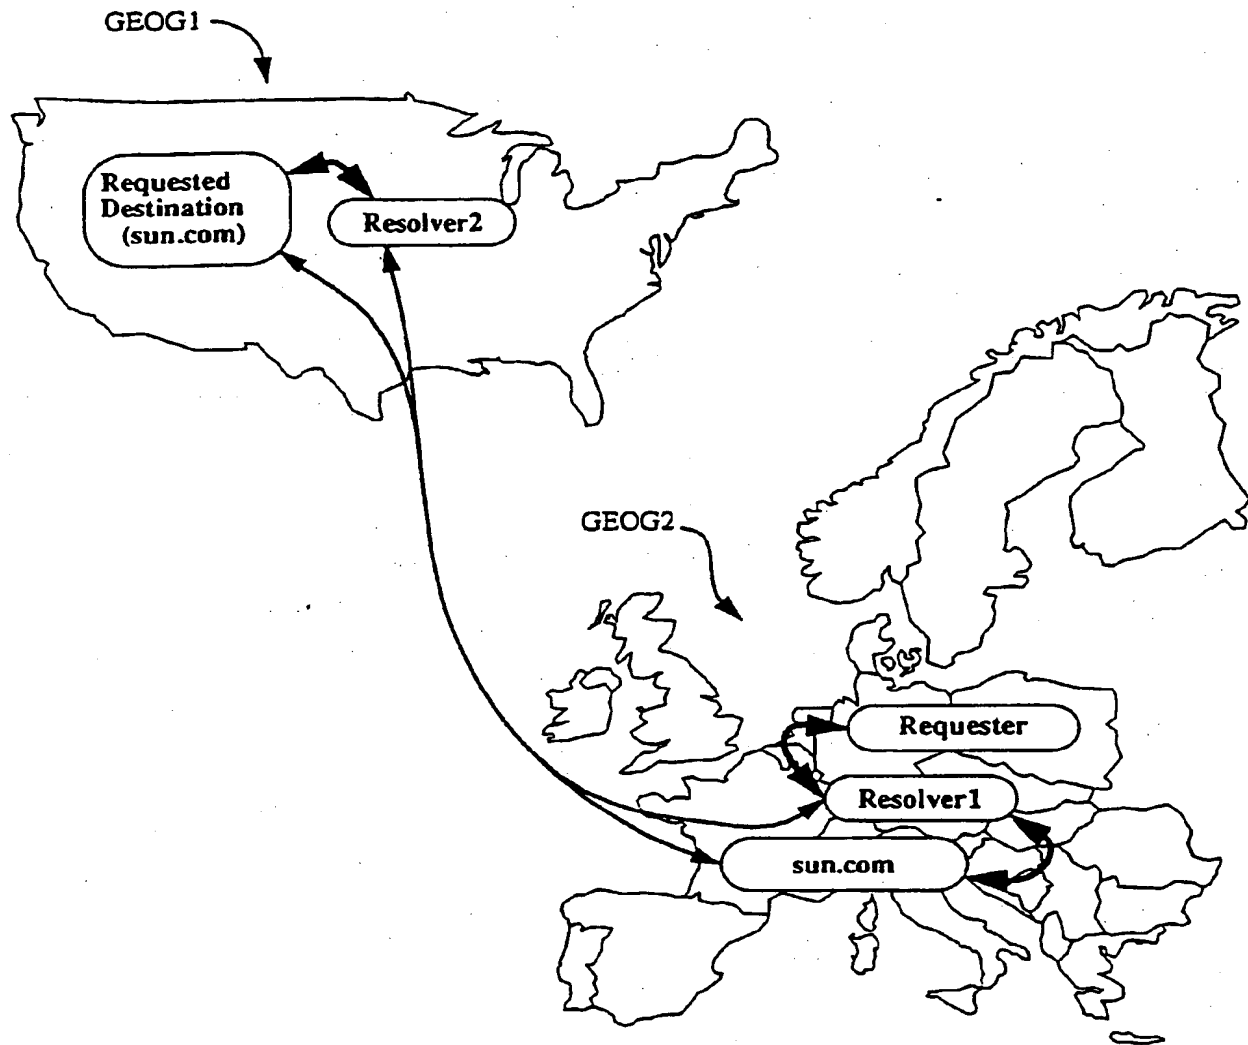 GEOG1
Requested
Destination
(sun.com)
Resolver2
GEOG2
Requester
Resolver1
sun.com